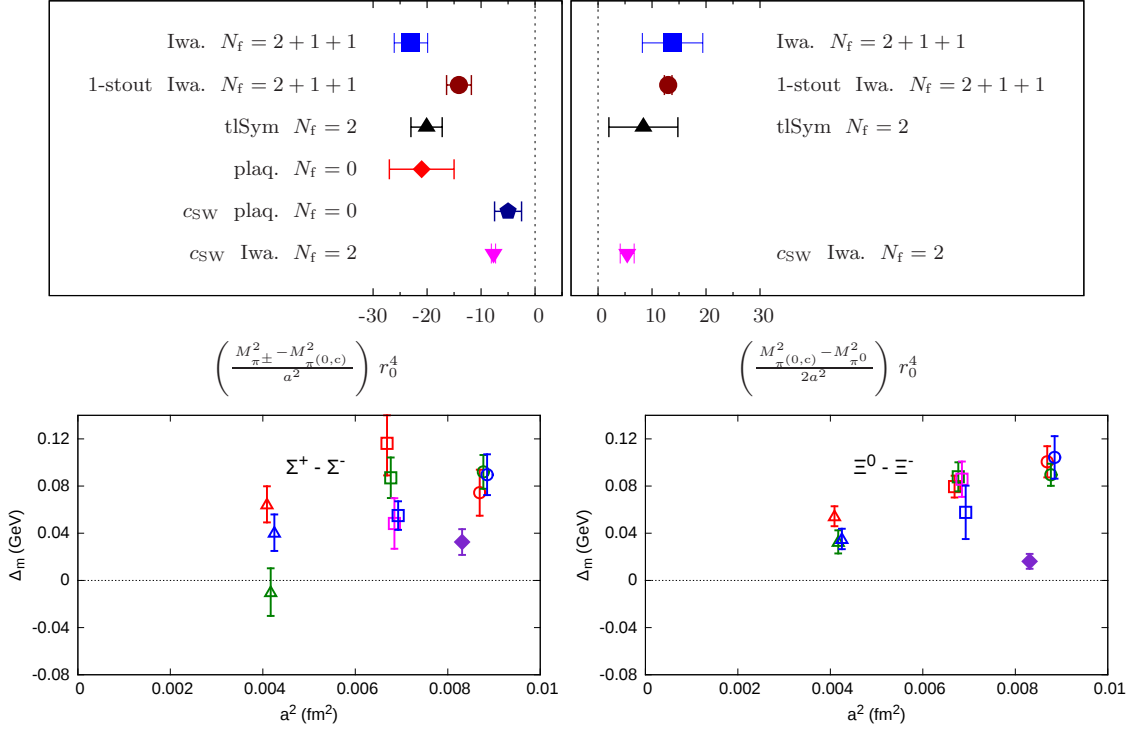 Iwa. N_f = 2 + 1 + 1
1-stout Iwa. N_f = 2 + 1 + 1
tlSym N_f = 2
plaq. N_f = 0
c_SW plaq. N_f = 0
c_SW Iwa. N_f = 2
-30 -20 -10 0
(M²_π± − M²_π(0,c) / a²) r₀⁴
Iwa. N_f = 2 + 1 + 1
1-stout Iwa. N_f = 2 + 1 + 1
tlSym N_f = 2
c_SW Iwa. N_f = 2
0 10 20 30
(M²_π(0,c) − M²_π⁰ / 2a²) r₀⁴
Σ⁺ - Σ⁻
Δ_m (GeV)
0.12
0.08
0.04
0
-0.04
-0.08
0 0.002 0.004 0.006 0.008 0.01
a² (fm²)
Ξ⁰ - Ξ⁻
Δ_m (GeV)
0.12
0.08
0.04
0
-0.04
-0.08
0 0.002 0.004 0.006 0.008 0.01
a² (fm²)